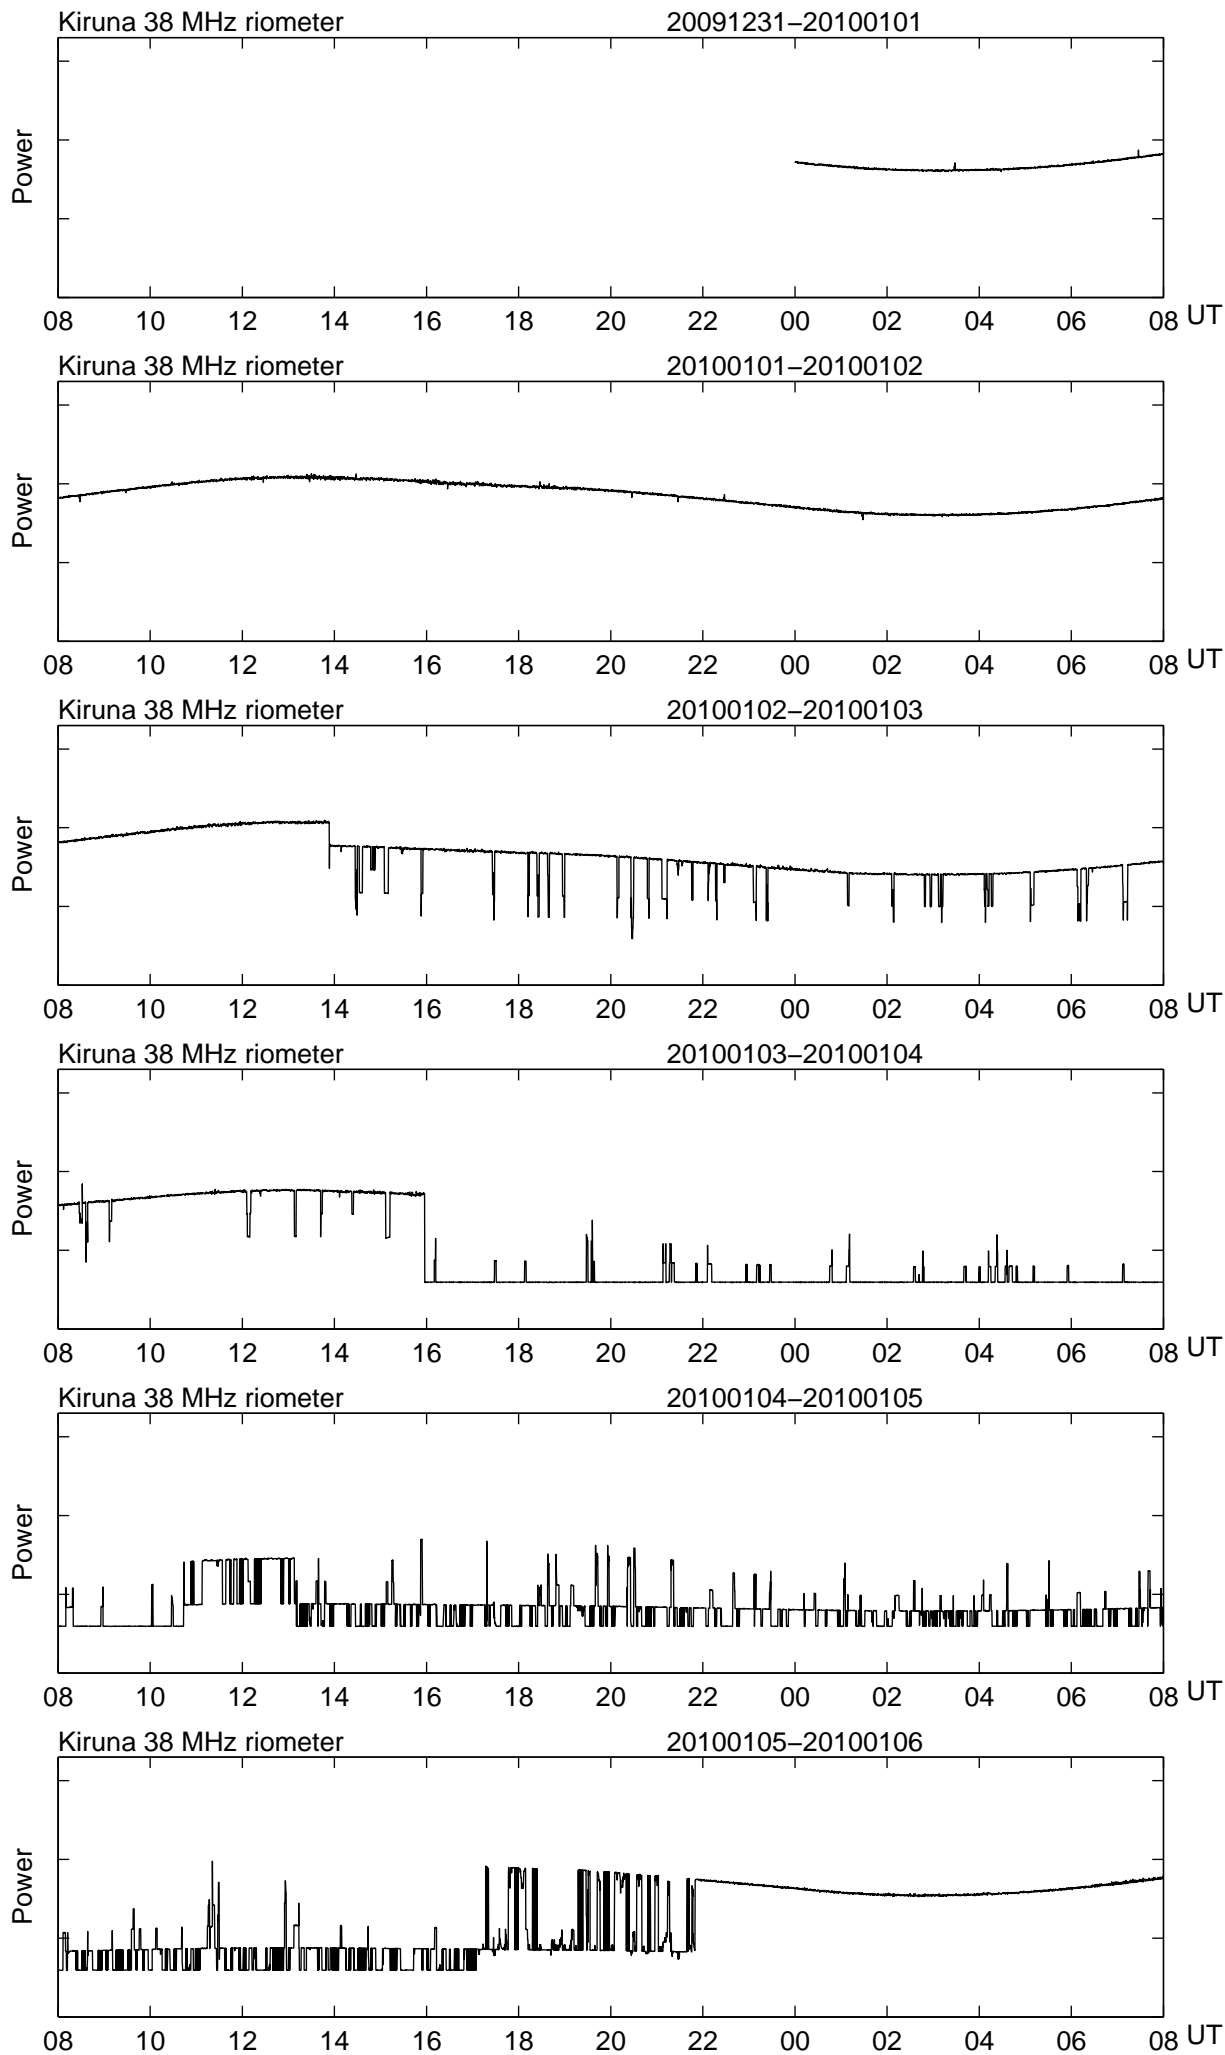 Kiruna 38 MHz riometer 20091231−20100101
Power
08 10 12 14 16 18 20 22 00 02 04 06 08 UT
Kiruna 38 MHz riometer 20100101−20100102
Power
08 10 12 14 16 18 20 22 00 02 04 06 08 UT
Kiruna 38 MHz riometer 20100102−20100103
Power
08 10 12 14 16 18 20 22 00 02 04 06 08 UT
Kiruna 38 MHz riometer 20100103−20100104
Power
08 10 12 14 16 18 20 22 00 02 04 06 08 UT
Kiruna 38 MHz riometer 20100104−20100105
Power
08 10 12 14 16 18 20 22 00 02 04 06 08 UT
Kiruna 38 MHz riometer 20100105−20100106
Power
08 10 12 14 16 18 20 22 00 02 04 06 08 UT